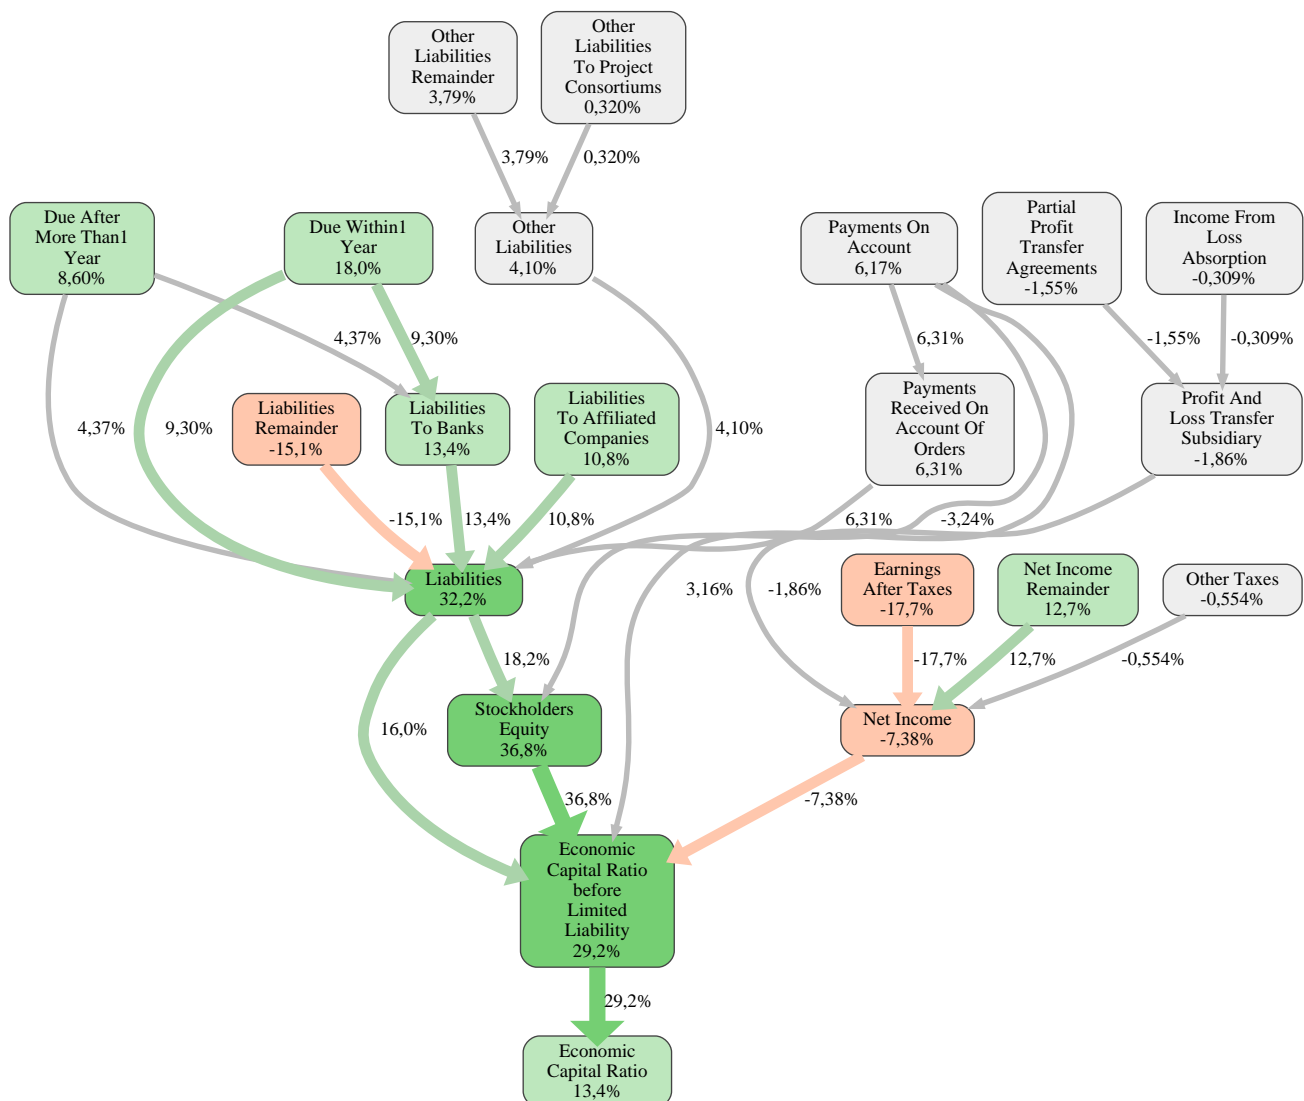 Other
Liabilities
Remainder
3,79%
Other
Liabilities
To Project
Consortiums
0,320%
3,79%
0,320%
Due After
More Than1
Year
8,60%
Due Within1
Year
18,0%
Other
Liabilities
4,10%
Payments On
Account
6,17%
Partial
Profit
Transfer
Agreements
-1,55%
Income From
Loss
Absorption
-0,309%
4,37%
9,30%
6,31%
-1,55%
-0,309%
Liabilities
Remainder
-15,1%
Liabilities
To Banks
13,4%
Liabilities
To Affiliated
Companies
10,8%
Payments
Received On
Account Of
Orders
6,31%
Profit And
Loss Transfer
Subsidiary
-1,86%
4,37%
9,30%
4,10%
-15,1%
13,4%
10,8%
6,31%
-3,24%
Liabilities
32,2%
3,16%
-1,86%
Earnings
After Taxes
-17,7%
Net Income
Remainder
12,7%
Other Taxes
-0,554%
18,2%
-17,7%
12,7%
-0,554%
16,0%
Stockholders
Equity
36,8%
Net Income
-7,38%
36,8%
-7,38%
Economic
Capital Ratio
before
Limited
Liability
29,2%
29,2%
Economic
Capital Ratio
13,4%